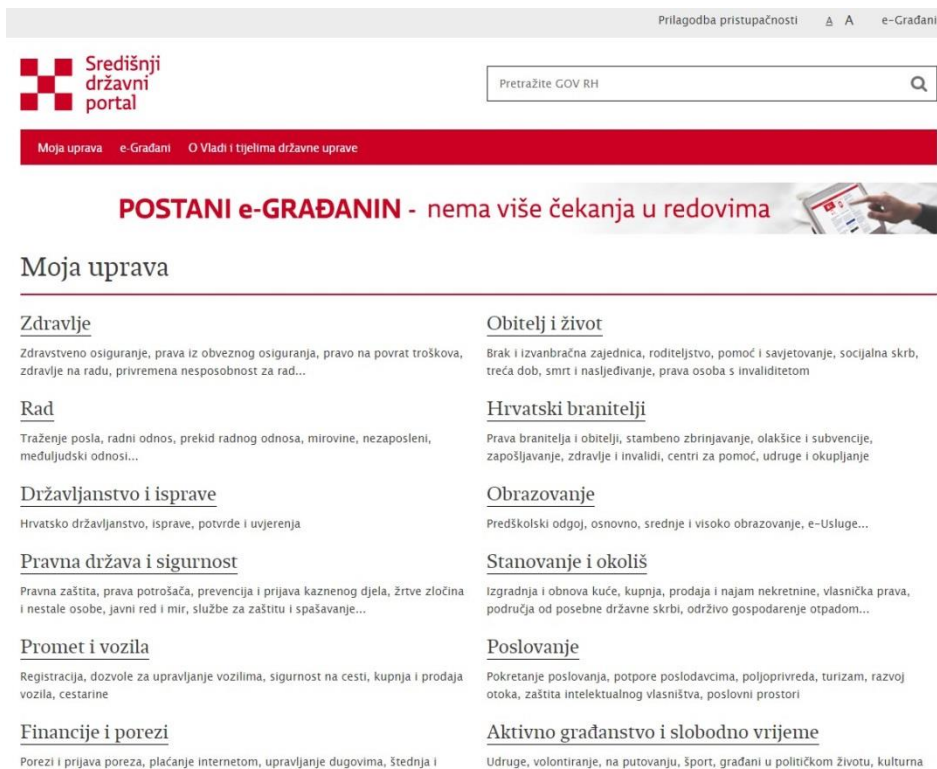 Prilagodba pristupačnosti A A e-Građani
Središnji
državni
portal
Pretražite GOV RH
Moja uprava e-Građani O Vladi i tijelima državne uprave
POSTANI e-GRAĐANIN - nema više čekanja u redovima
Moja uprava
Zdravlje
Zdravstveno osiguranje, prava iz obveznog osiguranja, pravo na povrat troškova,
zdravlje na radu, privremena nesposobnost za rad...
Obitelj i život
Brak i izvanbračna zajednica, roditeljstvo, pomoć i savjetovanje, socijalna skrb,
treća dob, smrt i nasljeđivanje, prava osoba s invaliditetom
Rad
Traženje posla, radni odnos, prekid radnog odnosa, mirovine, nezaposleni,
međuljudski odnosi...
Hrvatski branitelji
Prava branitelja i obitelji, stambeno zbrinjavanje, olakšice i subvencije,
zapošljavanje, zdravlje i invalidi, centri za pomoć, udruge i okupljanje
Državljanstvo i isprave
Hrvatsko državljanstvo, isprave, potvrde i uvjerenja
Obrazovanje
Predškolski odgoj, osnovno, srednje i visoko obrazovanje, e-Usluge...
Pravna država i sigurnost
Pravna zaštita, prava potrošača, prevencija i prijava kaznenog djela, žrtve zločina
i nestale osobe, javni red i mir, službe za zaštitu i spašavanje...
Stanovanje i okoliš
Izgradnja i obnova kuće, kupnja, prodaja i najam nekretnine, vlasnička prava,
područja od posebne državne skrbi, održivo gospodarenje otpadom...
Promet i vozila
Registracija, dozvole za upravljanje vozilima, sigurnost na cesti, kupnja i prodaja
vozila, cestarine
Poslovanje
Pokretanje poslovanja, potpore poslodavcima, poljoprivreda, turizam, razvoj
otoka, zaštita intelektualnog vlasništva, poslovni prostori
Financije i porezi
Porezi i prijava poreza, plaćanje internetom, upravljanje dugovima, štednja i
Aktivno građanstvo i slobodno vrijeme
Udruge, volontiranje, na putovanju, šport, građani u političkom životu, kulturna